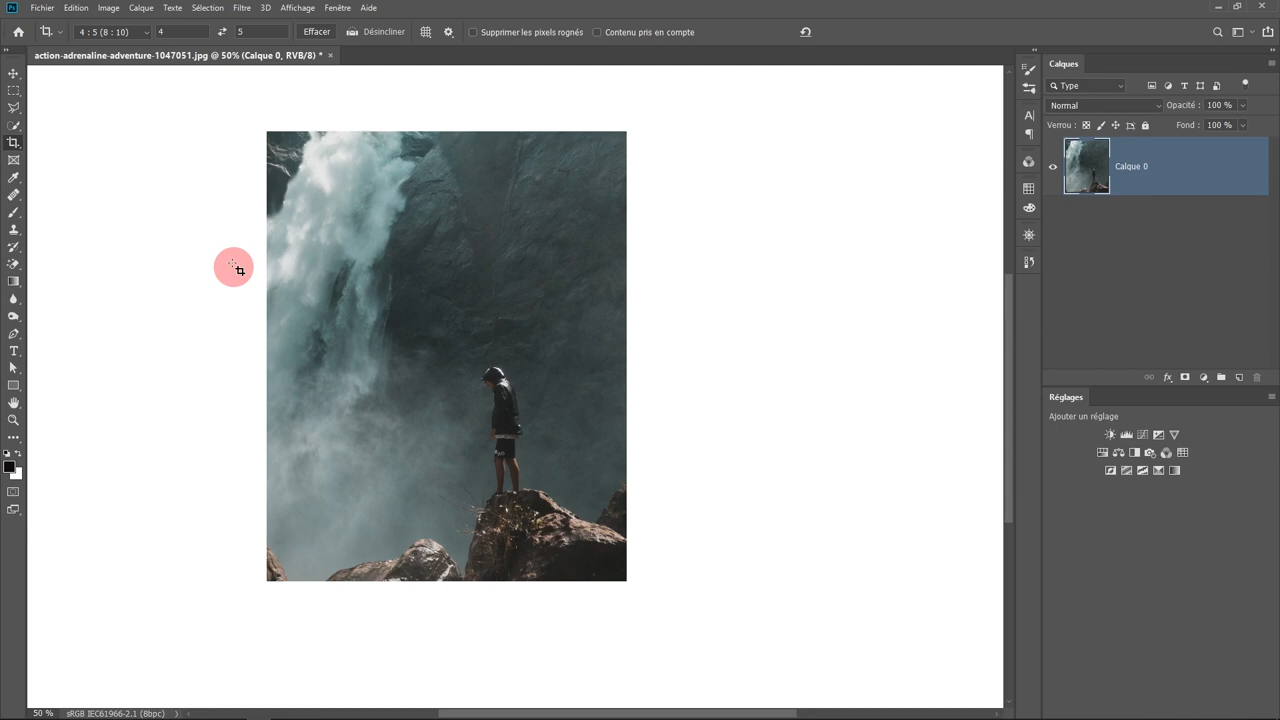 Ps Fichier Edition Image Calque Texte Sélection Filtre 3D Affichage Fenêtre Aide
4 : 5 (8 : 10) 4 5 Effacer Désincliner Supprimer les pixels rognés Contenu pris en compte
action-adrenaline-adventure-1047051.jpg @ 50% (Calque 0, RVB/8) * ×
Calques
Type
Normal Opacité : 100 %
Verrou : Fond : 100 %
Calque 0
fx
Réglages
Ajouter un réglage
50 % sRGB IEC61966-2.1 (8bpc)